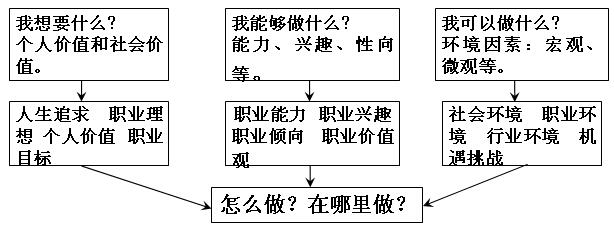 我想要什么？
个人价值和社会价
值。
我能够做什么？
能力、兴趣、性向
等。
我可以做什么？
环境因素：宏观、
微观等。
人生追求 职业理
想 个人价值 职业
目标
职业能力 职业兴趣
职业倾向 职业价值
观
社会环境 职业环
境 行业环境 机
遇挑战
怎么做？在哪里做？